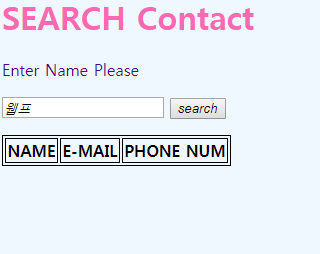 SEARCH Contact
Enter Name Please
웹프 search
NAME E-MAIL PHONE NUM